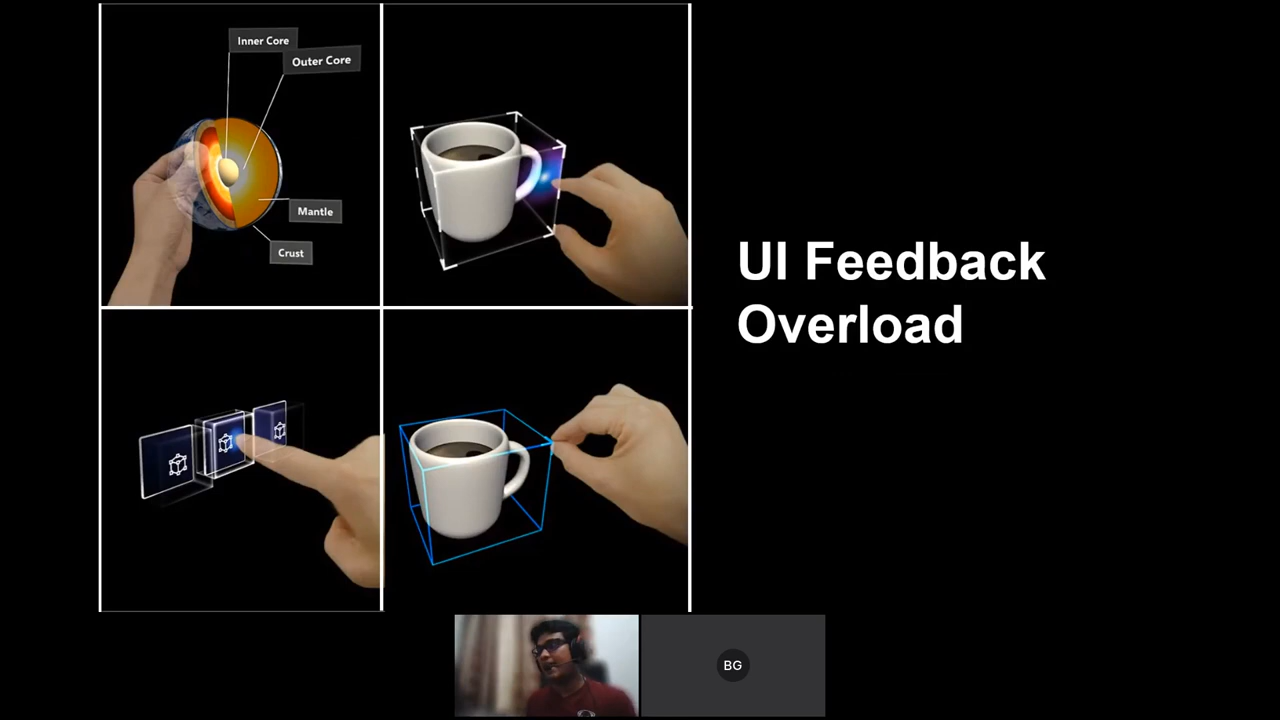 Inner Core
Outer Core
Mantle
Crust
UI Feedback
Overload
BG